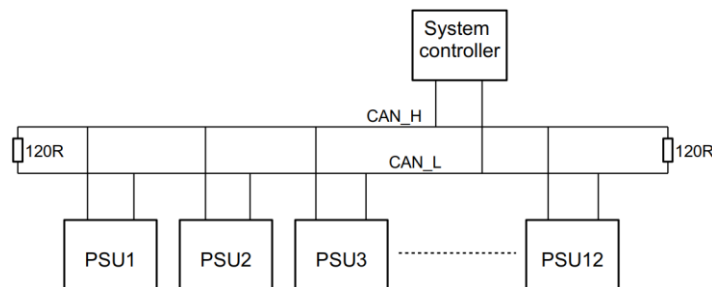 System
controller
CAN_H
120R
120R
CAN_L
PSU1
PSU2
PSU3
PSU12